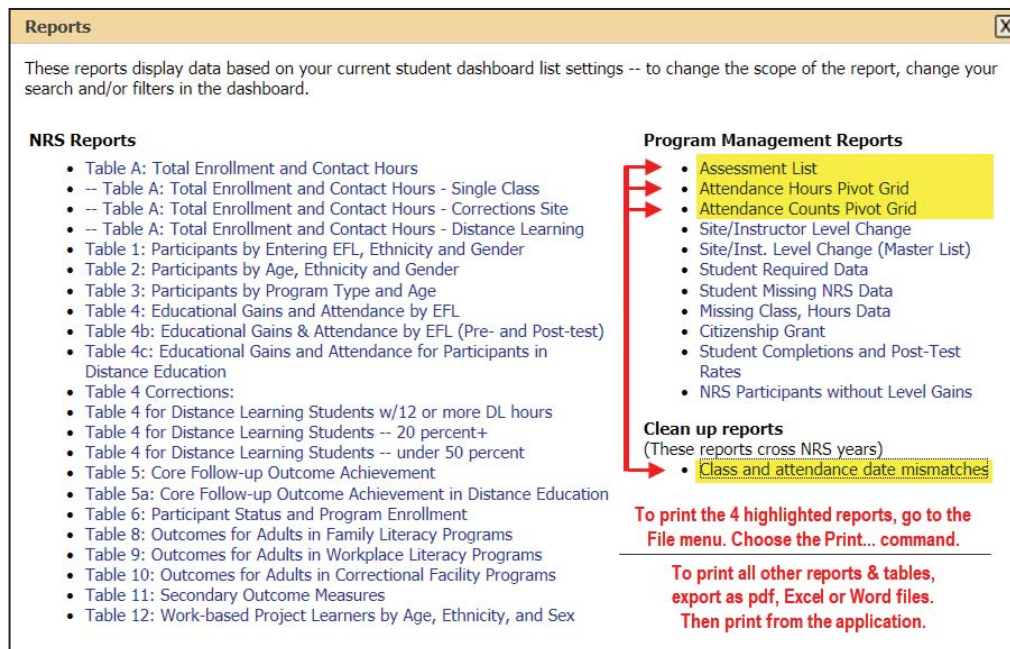 Reports
X
These reports display data based on your current student dashboard list settings -- to change the scope of the report, change your
search and/or filters in the dashboard.
NRS Reports
• Table A: Total Enrollment and Contact Hours
• -- Table A: Total Enrollment and Contact Hours - Single Class
• -- Table A: Total Enrollment and Contact Hours - Corrections Site
• -- Table A: Total Enrollment and Contact Hours - Distance Learning
• Table 1: Participants by Entering EFL, Ethnicity and Gender
• Table 2: Participants by Age, Ethnicity and Gender
• Table 3: Participants by Program Type and Age
• Table 4: Educational Gains and Attendance by EFL
• Table 4b: Educational Gains & Attendance by EFL (Pre- and Post-test)
• Table 4c: Educational Gains and Attendance for Participants in
Distance Education
• Table 4 Corrections:
• Table 4 for Distance Learning Students w/12 or more DL hours
• Table 4 for Distance Learning Students -- 20 percent+
• Table 4 for Distance Learning Students -- under 50 percent
• Table 5: Core Follow-up Outcome Achievement
• Table 5a: Core Follow-up Outcome Achievement in Distance Education
• Table 6: Participant Status and Program Enrollment
• Table 8: Outcomes for Adults in Family Literacy Programs
• Table 9: Outcomes for Adults in Workplace Literacy Programs
• Table 10: Outcomes for Adults in Correctional Facility Programs
• Table 11: Secondary Outcome Measures
• Table 12: Work-based Project Learners by Age, Ethnicity, and Sex
Program Management Reports
• Assessment List
• Attendance Hours Pivot Grid
• Attendance Counts Pivot Grid
• Site/Instructor Level Change
• Site/Inst. Level Change (Master List)
• Student Required Data
• Student Missing NRS Data
• Missing Class, Hours Data
• Citizenship Grant
• Student Completions and Post-Test
Rates
• NRS Participants without Level Gains
Clean up reports
(These reports cross NRS years)
• Class and attendance date mismatches
To print the 4 highlighted reports, go to the
File menu. Choose the Print... command.
To print all other reports & tables,
export as pdf, Excel or Word files.
Then print from the application.